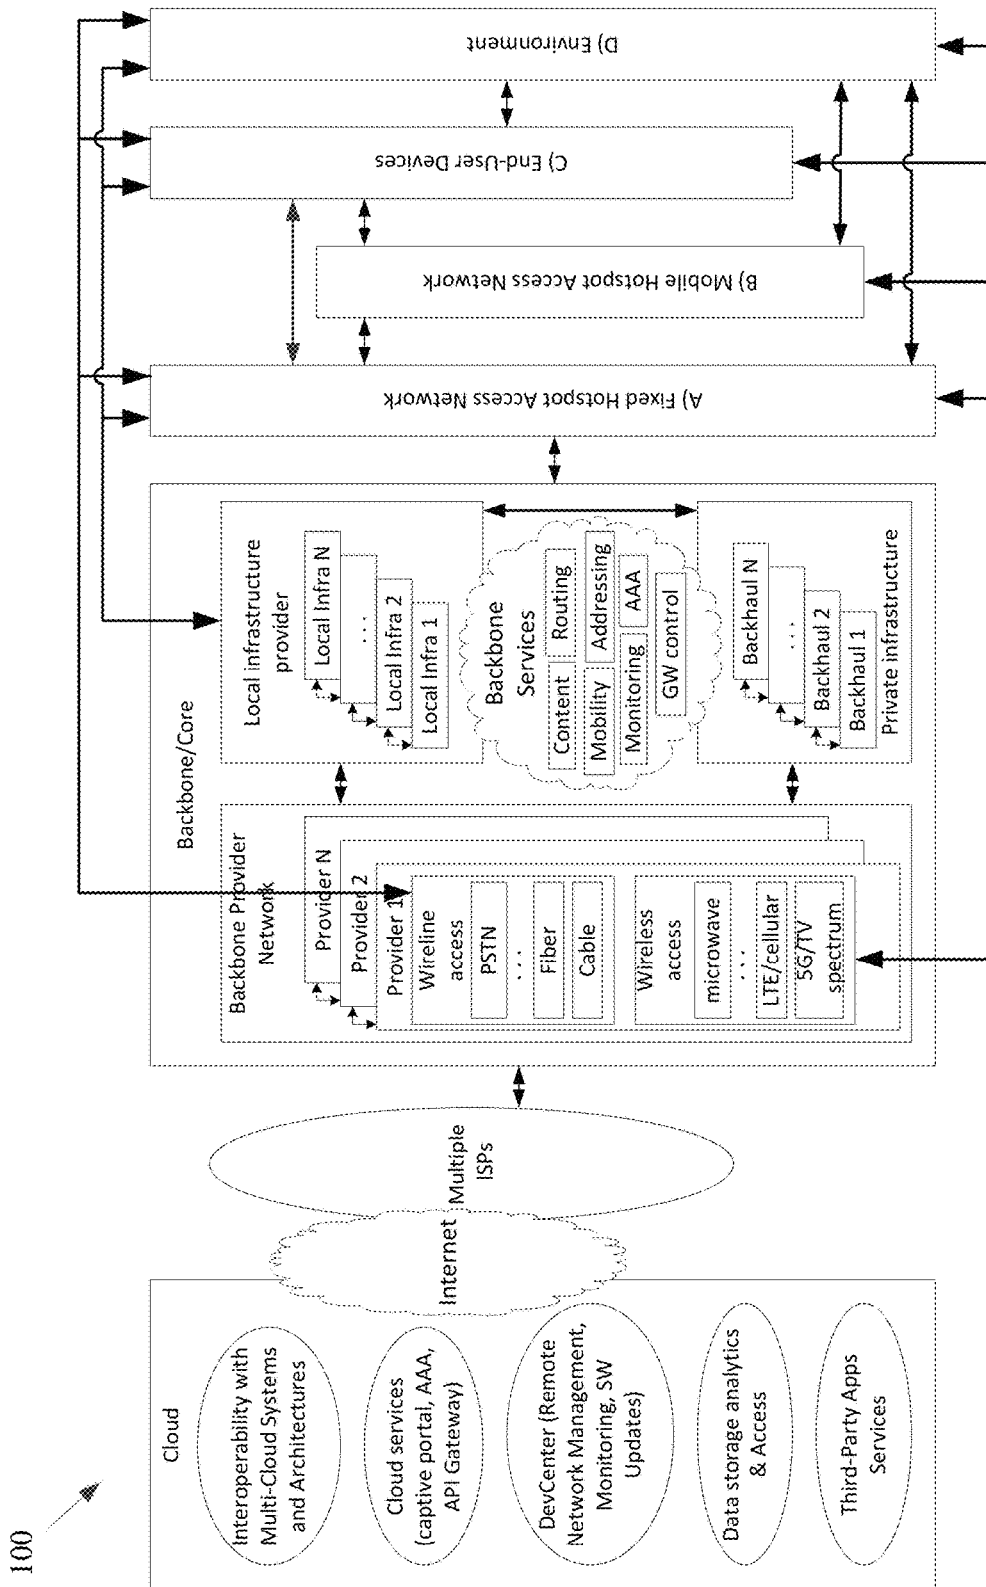 100
Cloud
Interoperability with
Multi-Cloud Systems
and Architectures
Cloud services
(captive portal, AAA,
API Gateway)
DevCenter (Remote
Network Management,
Monitoring, SW
Updates)
Data storage analytics
& Access
Third-Party Apps
Services
Internet
Multiple
ISPs
Backbone/Core
Backbone Provider
Network
Provider N
Provider 2
Provider 1
Wireline
access
PSTN
...
Fiber
Cable
Wireless
access
microwave
...
LTE/cellular
5G/TV
spectrum
Local infrastructure
provider
Local Infra N
...
Local Infra 2
Local Infra 1
Backbone
Services
Content
Routing
Mobility
Addressing
Monitoring
AAA
GW control
Backhaul N
...
Backhaul 2
Backhaul 1
Private infrastructure
A) Fixed Hotspot Access Network
B) Mobile Hotspot Access Network
C) End-User Devices
D) Environment